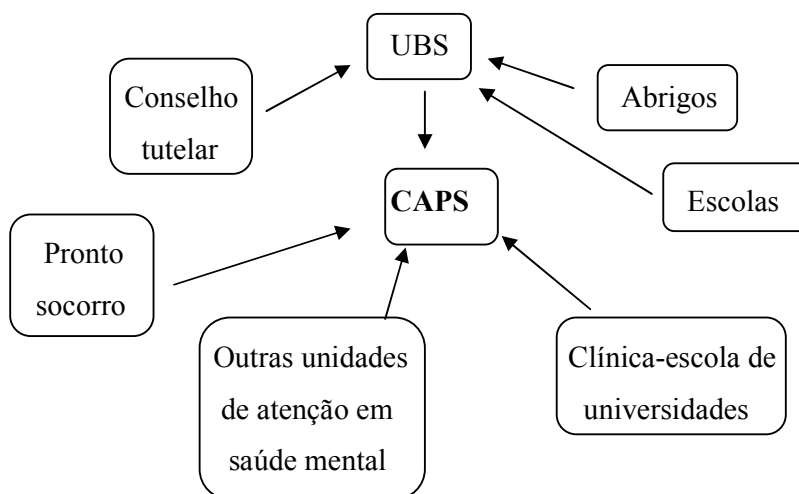 UBS
Conselho
tutelar
Abrigos
CAPS
Escolas
Pronto
socorro
Outras unidades
de atenção em
saúde mental
Clínica-escola de
universidades